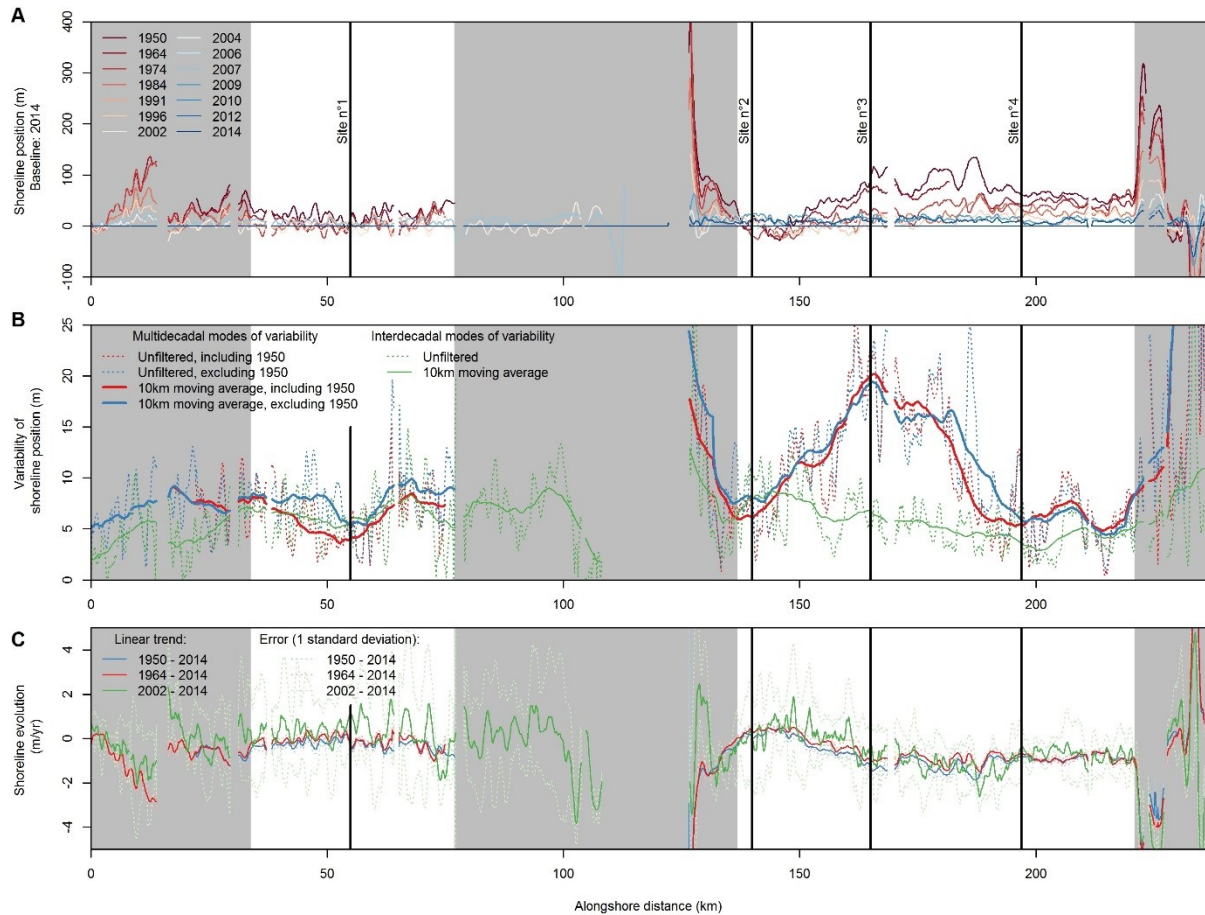 A
Shoreline position (m)
Baseline: 2014
400
300
200
100
0
-100
1950
1964
1974
1984
1991
1996
2002
2004
2006
2007
2009
2010
2012
2014
Site n°1
Site n°2
Site n°3
Site n°4
0
50
100
150
200
B
Variability of
shoreline position (m)
25
20
15
10
5
0
Multidecadal modes of variability
Unfiltered, including 1950
Unfiltered, excluding 1950
10km moving average, including 1950
10km moving average, excluding 1950
Interdecadal modes of variability
Unfiltered
10km moving average
0
50
100
150
200
C
Shoreline evolution
(m/yr)
4
2
0
-2
-4
Linear trend:
1950 - 2014
1964 - 2014
2002 - 2014
Error (1 standard deviation):
1950 - 2014
1964 - 2014
2002 - 2014
0
50
100
150
200
Alongshore distance (km)